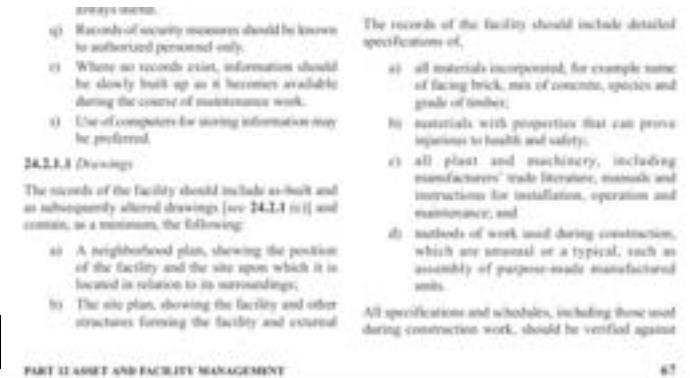 always useful.
q) Records of security measures should be known
to authorized personnel only.
r) Where no records exist, information should
be slowly built up as it becomes available
during the course of maintenance work.
s) Use of computers for storing information may
be preferred.
24.2.1.1 Drawings
The records of the facility should include as-built and
as subsequently altered drawings [see 24.2.1 (c)] and
contain, as a minimum, the following:
a) A neighborhood plan, showing the position
of the facility and the site upon which it is
located in relation to its surroundings;
b) The site plan, showing the facility and other
structures forming the facility and external
The records of the facility should include detailed
specifications of,
a) all materials incorporated, for example name
of facing brick, mix of concrete, species and
grade of timber;
b) materials with properties that can prove
injurious to health and safety;
c) all plant and machinery, including
manufacturers' trade literature, manuals and
instructions for installation, operation and
maintenance; and
d) methods of work used during construction,
which are unusual or a typical, such as
assembly of purpose-made manufactured
units.
All specifications and schedules, including those used
during construction work, should be verified against
PART 12 ASSET AND FACILITY MANAGEMENT
67